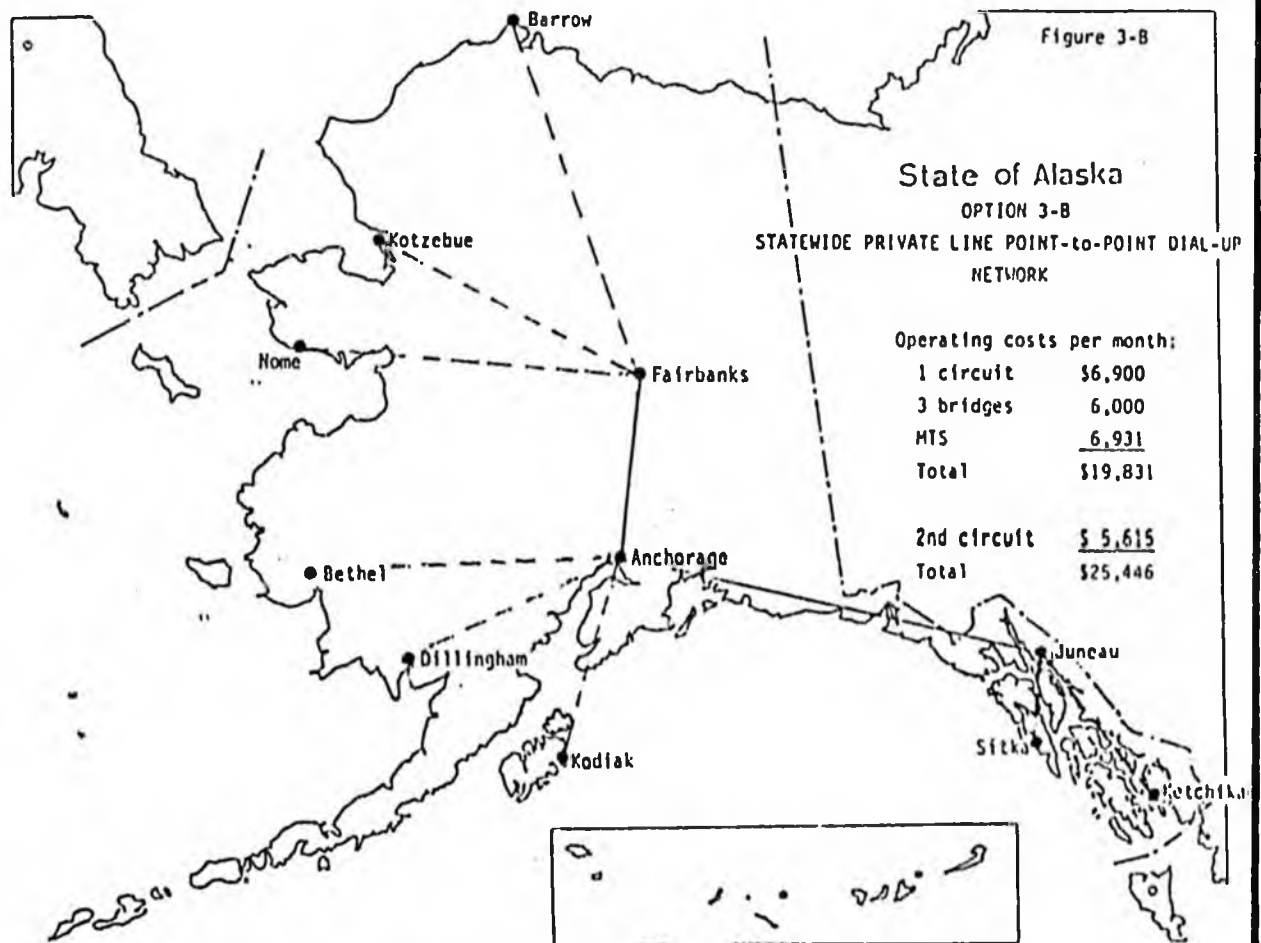 Barrow
Figure 3-B
State of Alaska
OPTION 3-B
STATEWIDE PRIVATE LINE POINT-to-POINT DIAL-UP
NETWORK
Kotzebue
Nome
Fairbanks
Operating costs per month:
1 circuit $6,900
3 bridges 6,000
MTS 6,931
Total $19,831
2nd circuit $ 5,615
Total $25,446
Anchorage
Bethel
Dillingham
Juneau
Kodiak
Sitka
Ketchika